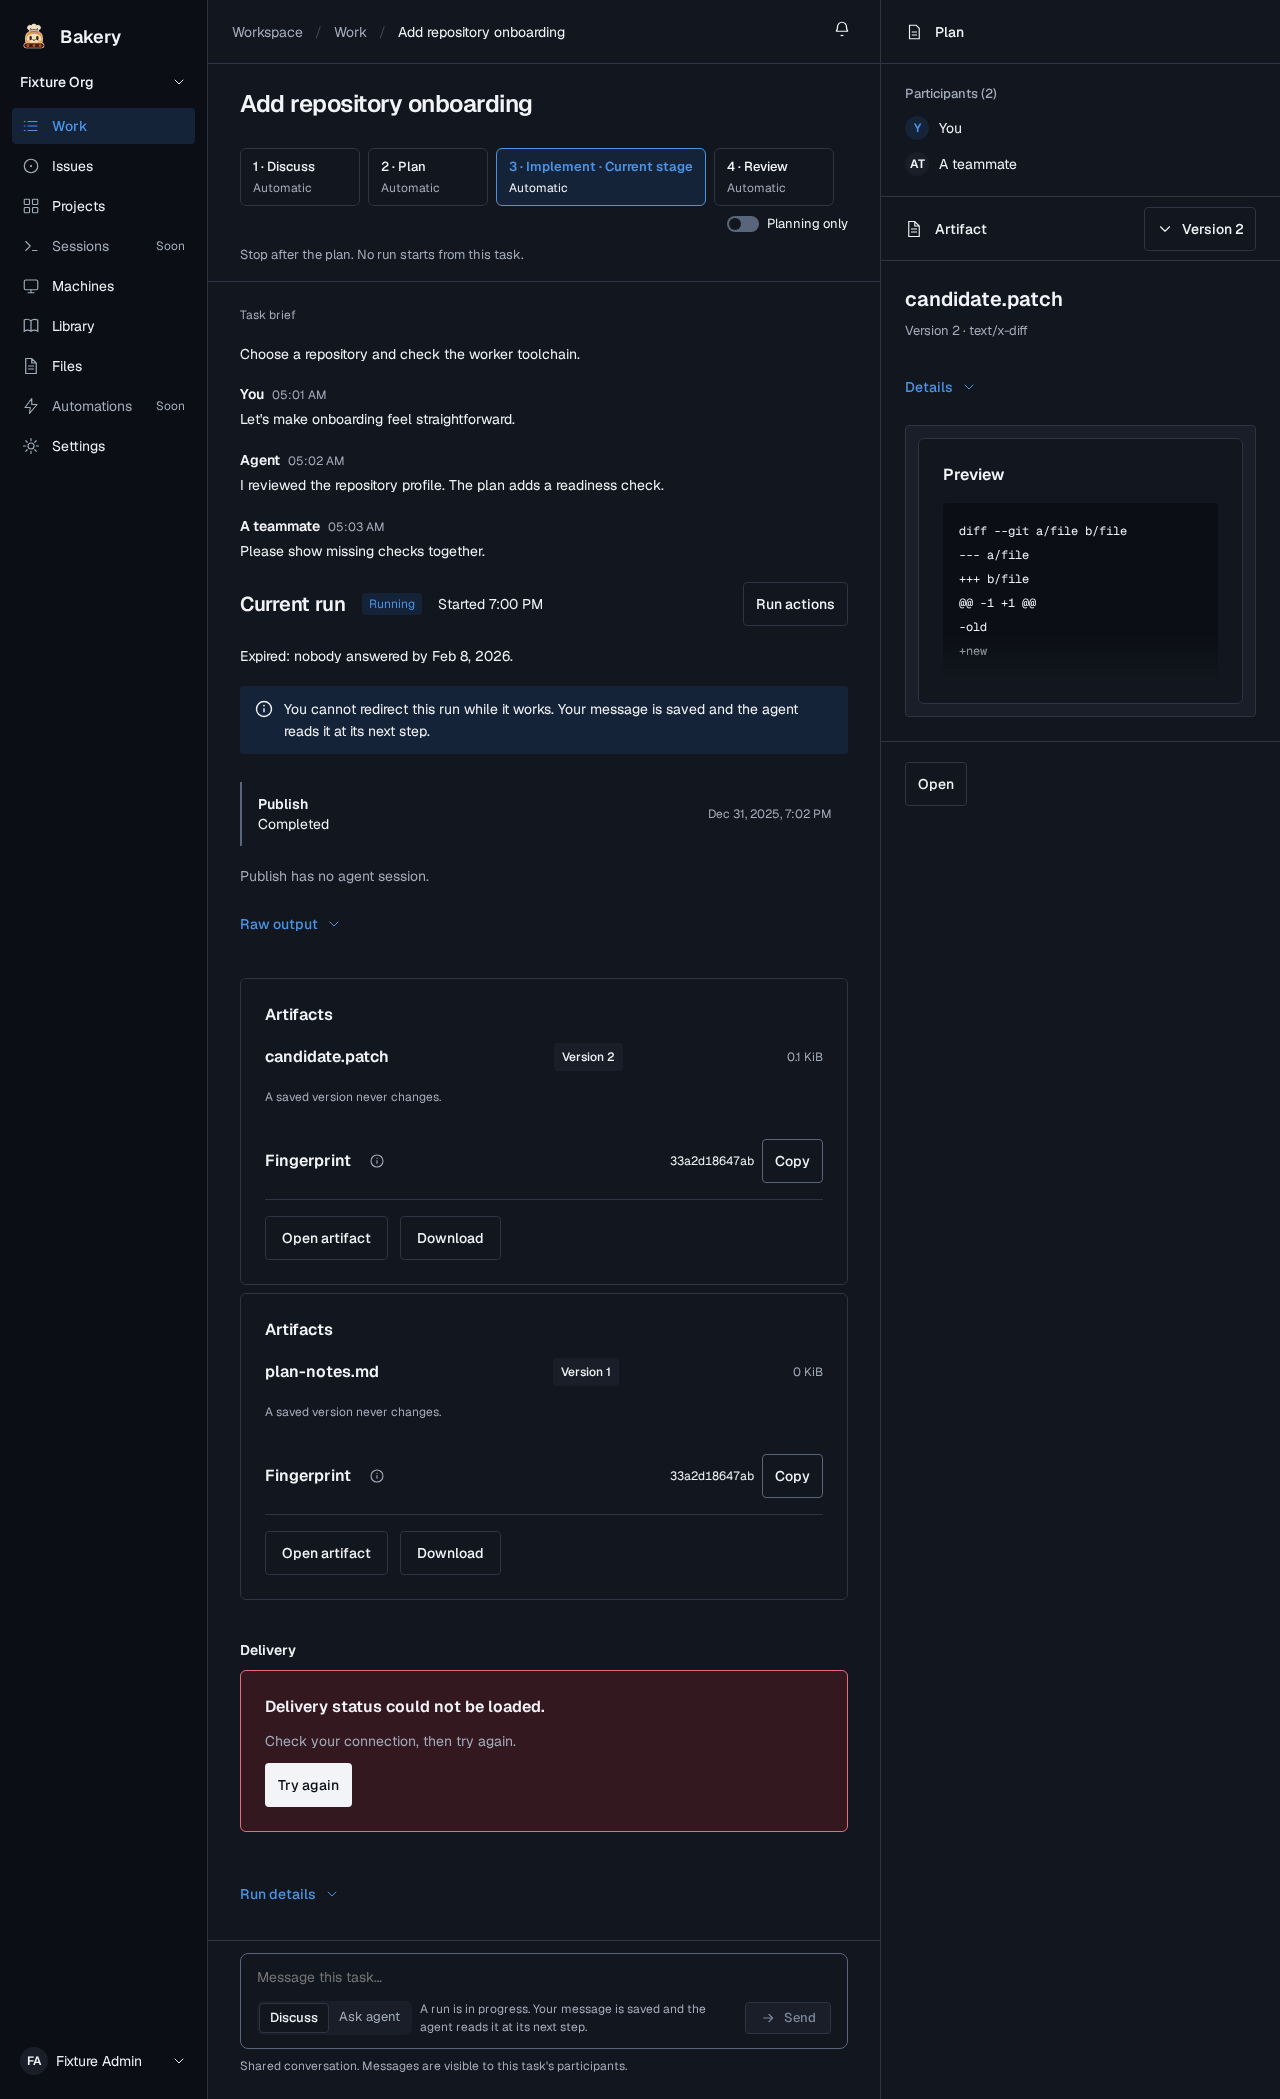 Bakery
Fixture Org
Work
Issues
Projects
Sessions Soon
Machines
Library
Files
Automations Soon
Settings
FA Fixture Admin
Workspace / Work / Add repository onboarding
Add repository onboarding
1 · Discuss
Automatic
2 · Plan
Automatic
3 · Implement · Current stage
Automatic
4 · Review
Automatic
Planning only
Stop after the plan. No run starts from this task.
Task brief
Choose a repository and check the worker toolchain.
You 05:01 AM
Let's make onboarding feel straightforward.
Agent 05:02 AM
I reviewed the repository profile. The plan adds a readiness check.
A teammate 05:03 AM
Please show missing checks together.
Current run Running Started 7:00 PM Run actions
Expired: nobody answered by Feb 8, 2026.
You cannot redirect this run while it works. Your message is saved and the agent
reads it at its next step.
Publish
Completed
Dec 31, 2025, 7:02 PM
Publish has no agent session.
Raw output
Artifacts
candidate.patch Version 2 0.1 KiB
A saved version never changes.
Fingerprint 33a2d18647ab Copy
Open artifact Download
Artifacts
plan-notes.md Version 1 0 KiB
A saved version never changes.
Fingerprint 33a2d18647ab Copy
Open artifact Download
Delivery
Delivery status could not be loaded.
Check your connection, then try again.
Try again
Run details
Message this task...
Discuss Ask agent
A run is in progress. Your message is saved and the
agent reads it at its next step.
Send
Shared conversation. Messages are visible to this task's participants.
Plan
Participants (2)
Y You
AT A teammate
Artifact Version 2
candidate.patch
Version 2 · text/x-diff
Details
Preview
diff --git a/file b/file
--- a/file
+++ b/file
@@ -1 +1 @@
-old
+new
Open